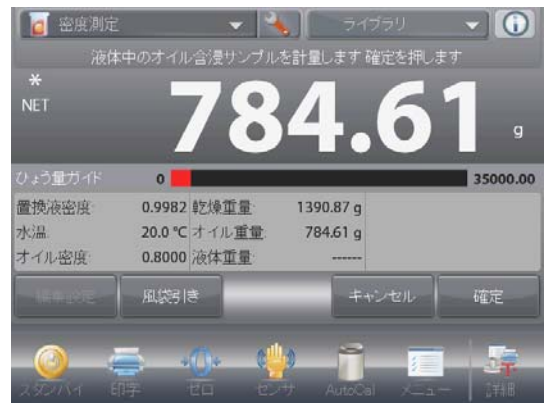 密度測定 ライブラリ
液体中のオイル含浸サンプルを計量します 確定を押します
*
NET
784.61 g
ひょう量ガイド 0 35000.00
置換液密度: 0.9982 乾燥重量: 1390.87 g
水温: 20.0 °C オイル重量: 784.61 g
オイル密度: 0.8000 液体重量: ------
編集設定 風袋引き キャンセル 確定
スタンバイ 印字 ゼロ センサ AutoCal メニュー 詳細